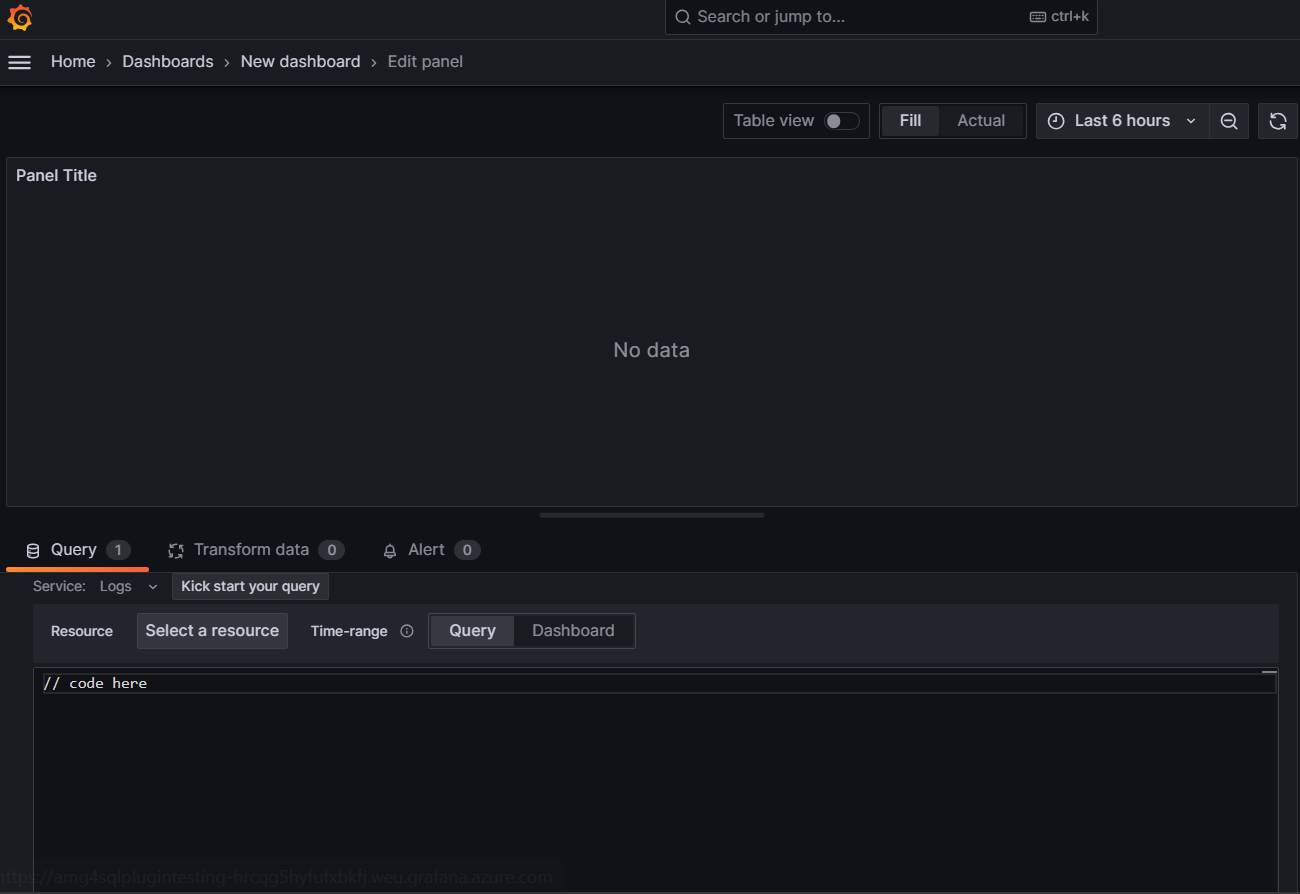 Search or jump to... ctrl+k
Home › Dashboards › New dashboard › Edit panel
Table view Fill Actual Last 6 hours
Panel Title
No data
Query 1 Transform data 0 Alert 0
Service: Logs Kick start your query
Resource Select a resource Time-range Query Dashboard
// code here
https://amg4sqlplugintesting-hrcqg5hyfufxbkfj.weu.grafana.azure.com